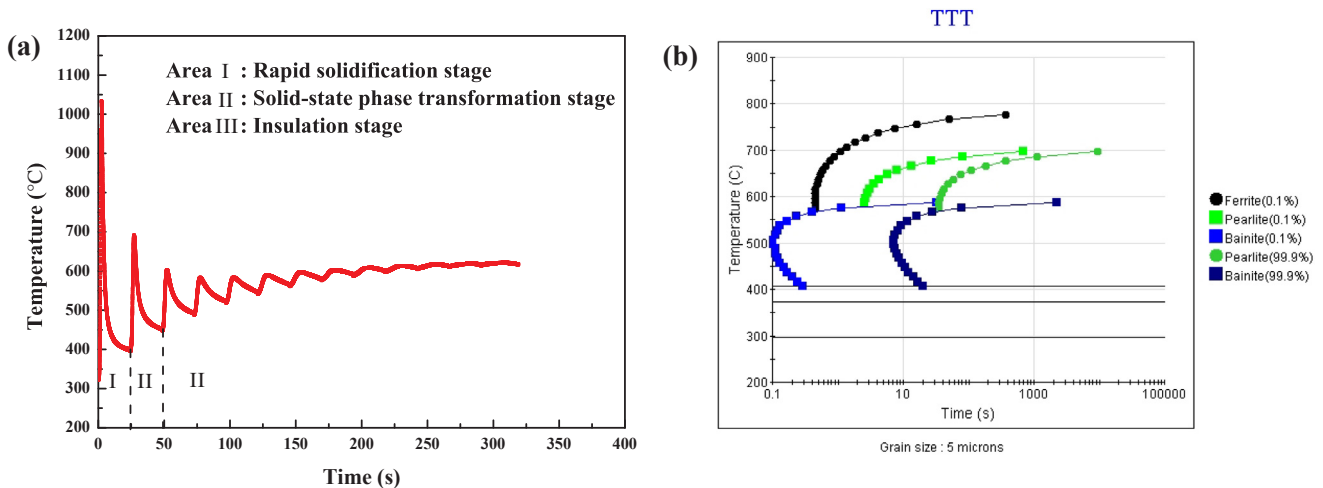 (a)
Area Ⅰ : Rapid solidification stage
Area Ⅱ : Solid-state phase transformation stage
Area Ⅲ : Insulation stage
Temperature (°C)
1200
1100
1000
900
800
700
600
500
400
300
200
Ⅰ Ⅱ Ⅱ
0 50 100 150 200 250 300 350 400
Time (s)
TTT
(b)
Temperature (C)
900
800
700
600
500
400
300
200
0.1 10 1000 100000
Time (s)
Grain size : 5 microns
Ferrite(0.1%)
Pearlite(0.1%)
Bainite(0.1%)
Pearlite(99.9%)
Bainite(99.9%)